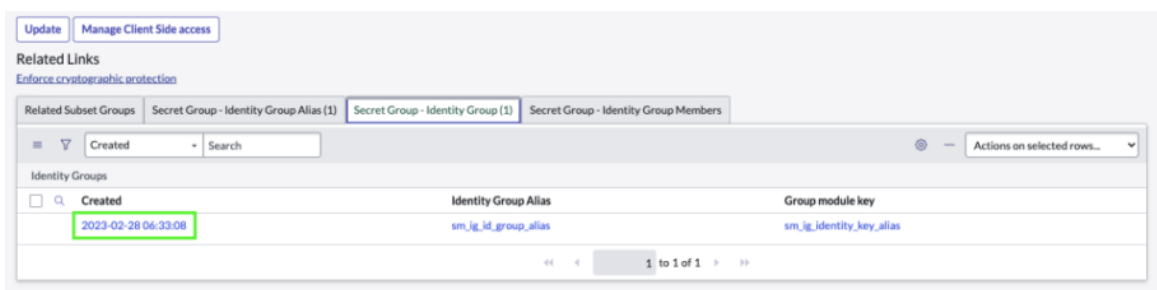 Update Manage Client Side access
Related Links
Enforce cryptographic protection
Related Subset Groups Secret Group - Identity Group Alias (1) Secret Group - Identity Group (1) Secret Group - Identity Group Members
Created Search Actions on selected rows...
Identity Groups
Created Identity Group Alias Group module key
2023-02-28 06:33:08 sm_ig_id_group_alias sm_ig_identity_key_alias
1 to 1 of 1